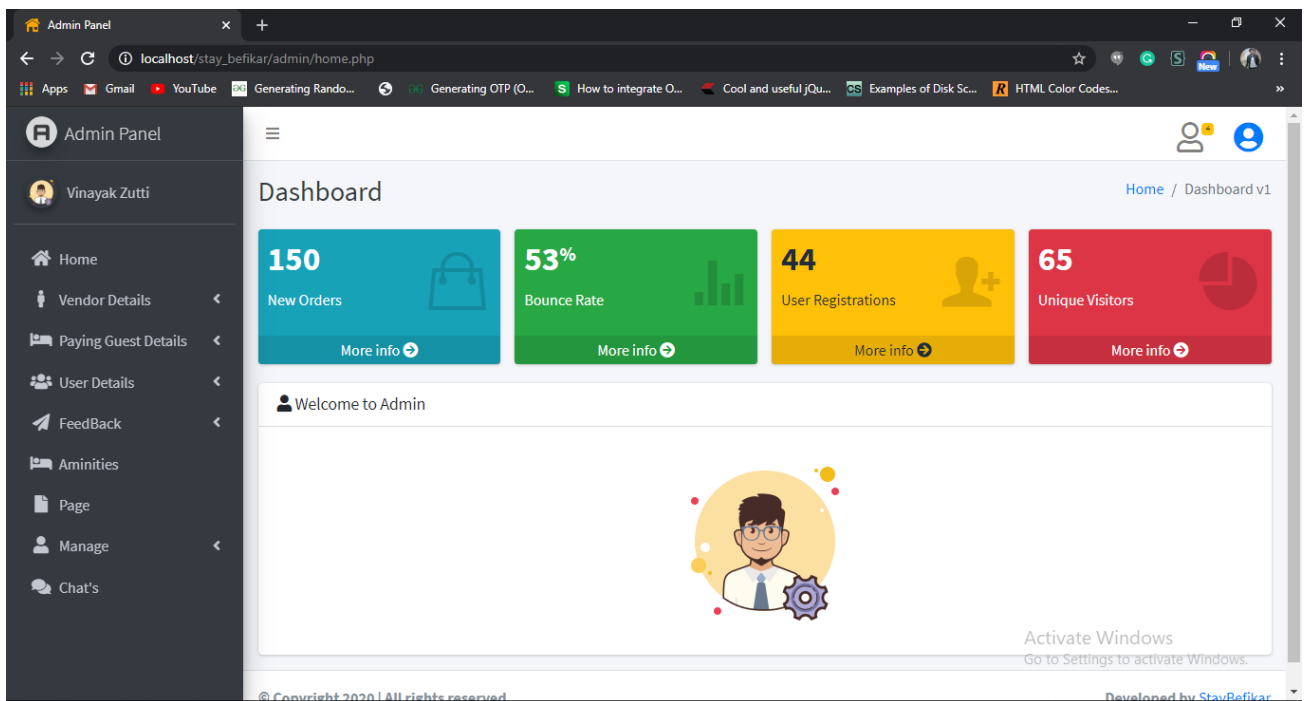 Admin Panel
localhost/stay_befikar/admin/home.php
New
Apps Gmail YouTube Generating Rando... Generating OTP (O... How to integrate O... Cool and useful jQu... Examples of Disk Sc... HTML Color Codes... »
Admin Panel
4
Vinayak Zutti
Home
Vendor Details
Paying Guest Details
User Details
FeedBack
Aminities
Page
Manage
Chat's
Dashboard
Home / Dashboard v1
150
New Orders
More info
53%
Bounce Rate
More info
44
User Registrations
More info
65
Unique Visitors
More info
Welcome to Admin
Activate Windows
Go to Settings to activate Windows.
© Copyright 2020 | All rights reserved
Developed by StayBefikar